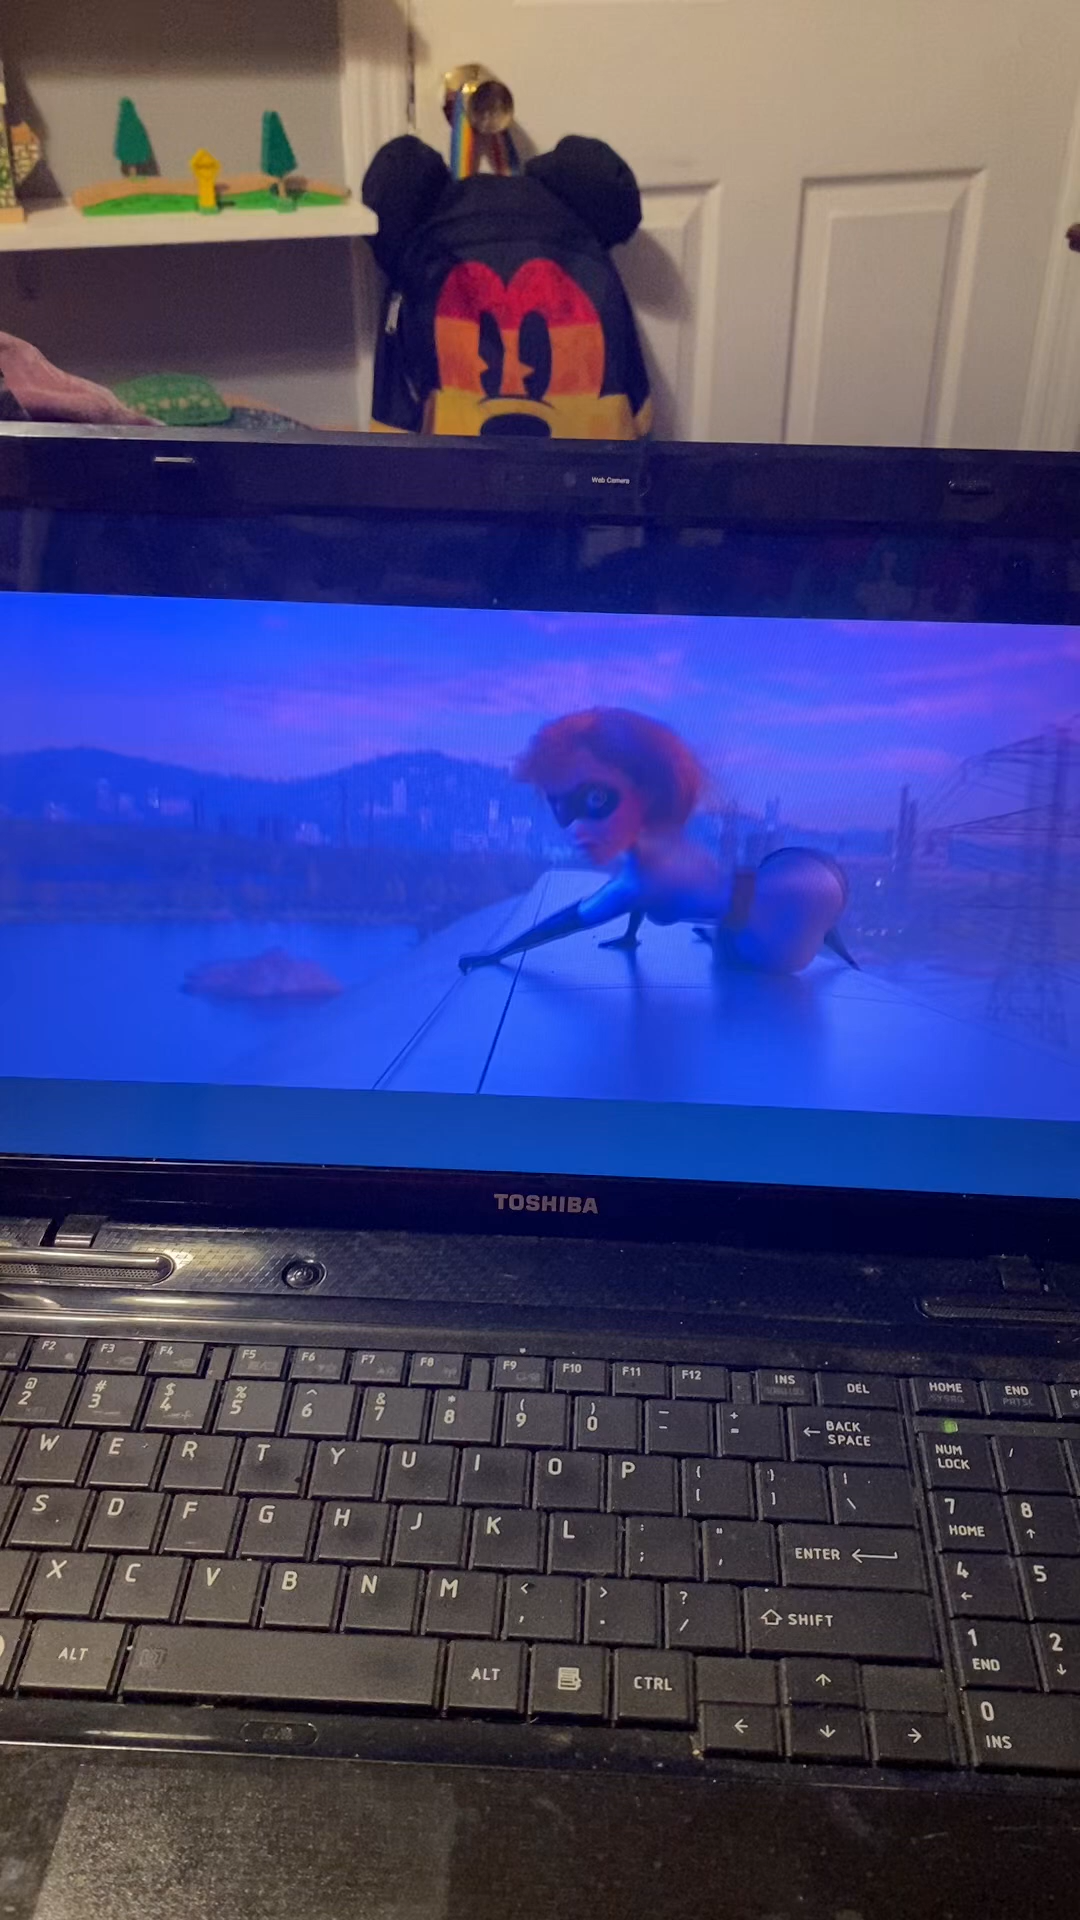 Web Camera
TOSHIBA
F2 F3 F4 F5 F6 F7 F8 F9 F10 F11 F12 INS DEL HOME END
PRTSC
@ # $ % ^ & * ( ) _ + ← BACK SPACE
2 3 4 5 6 7 8 9 0 - = NUM LOCK /
W E R T Y U I O P { } |
[ ] \ 7 HOME 8 ↑
S D F G H J K L : " ENTER
; ' 4 ← 5
X C V B N M < > ? SHIFT
, . / 1 END 2 ↓
ALT ALT CTRL ↑ 0 INS
← ↓ →